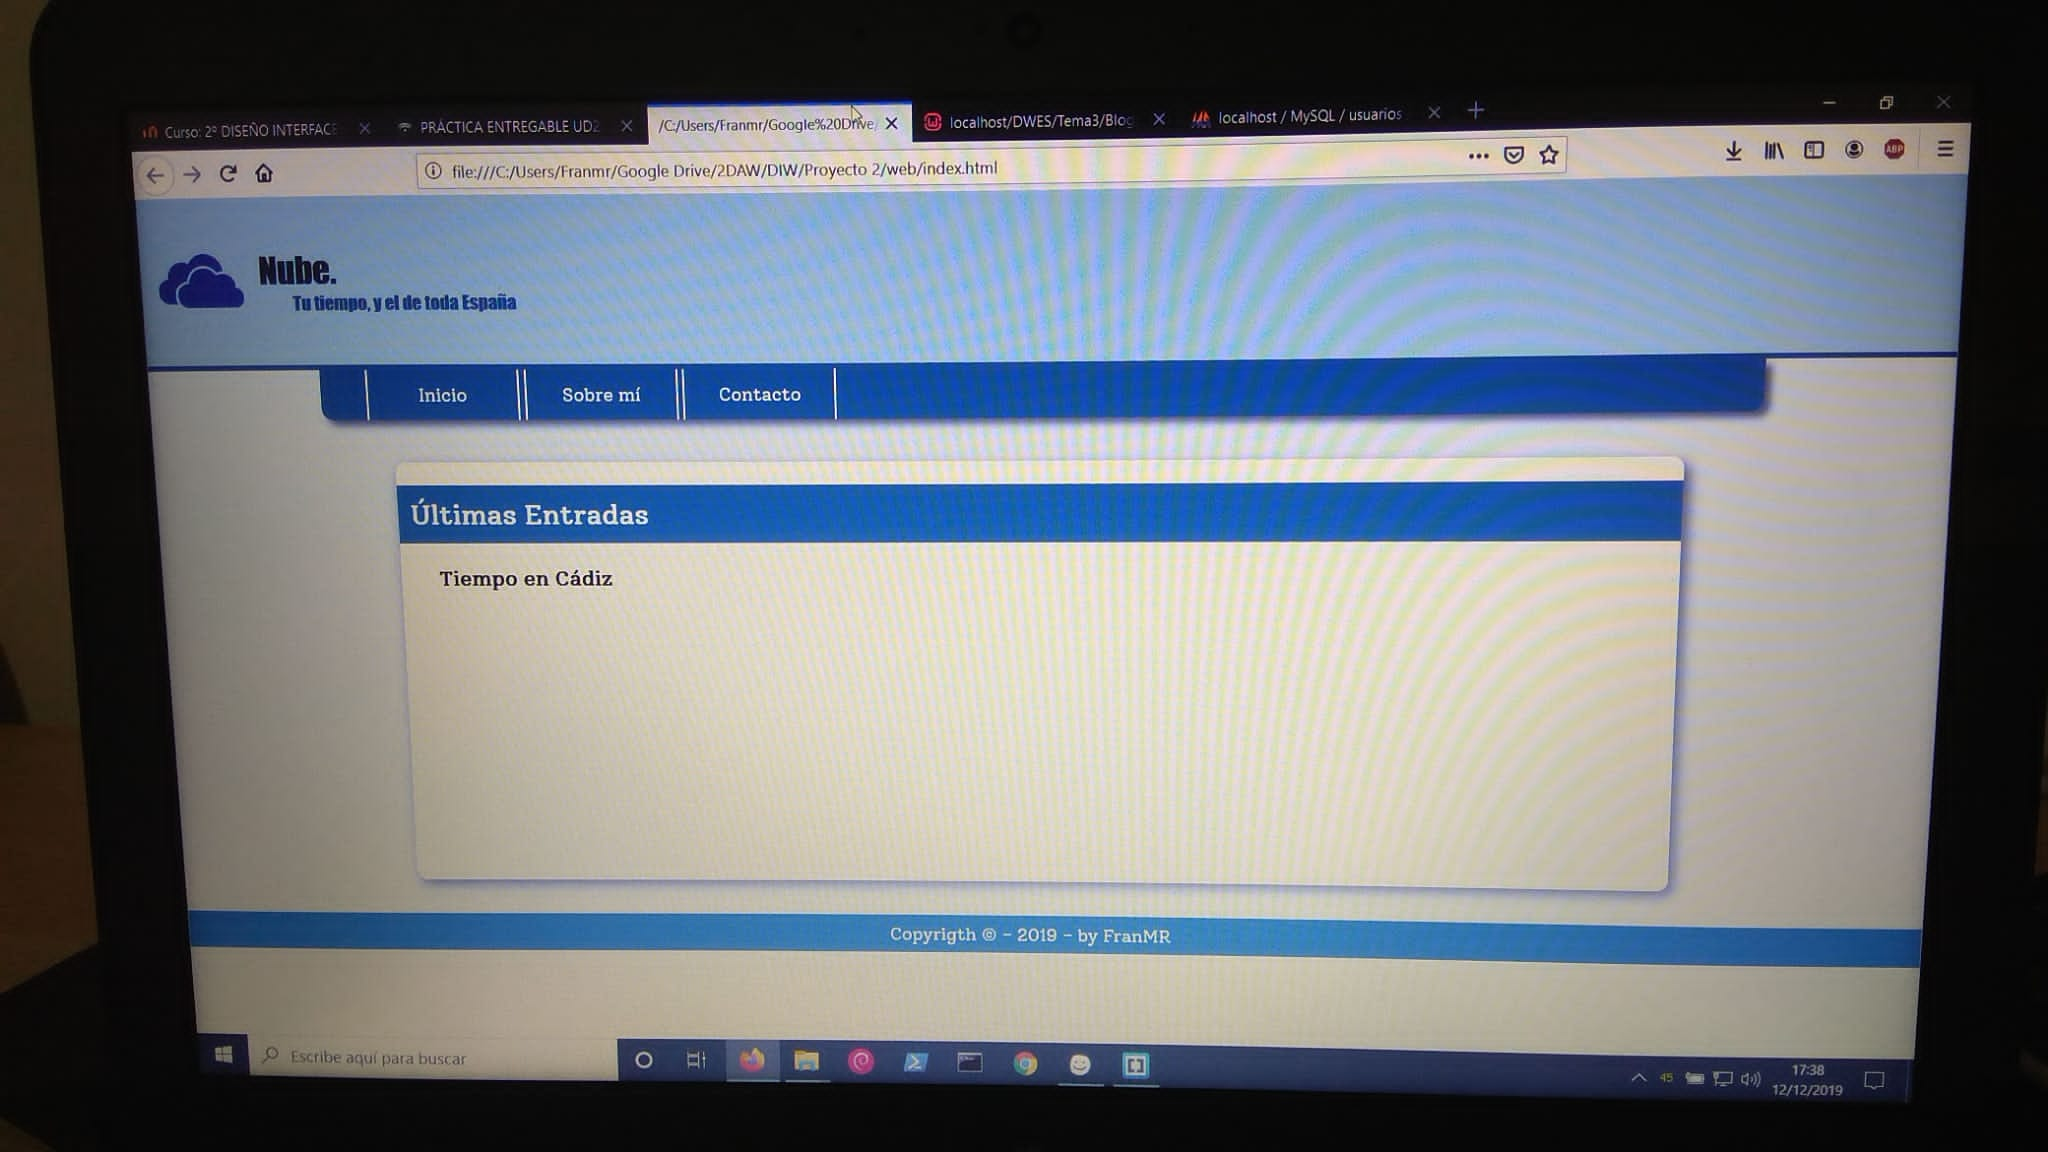 Curso: 2º DISEÑO INTERFACE
PRÁCTICA ENTREGABLE UD2
/C:/Users/Franmr/Google%20Drive/
localhost/DWES/Tema3/Blog
localhost / MySQL / usuarios
file:///C:/Users/Franmr/Google Drive/2DAW/DIW/Proyecto 2/web/index.html
ABP
Nube.
Tu tiempo, y el de toda España
Inicio
Sobre mí
Contacto
Últimas Entradas
Tiempo en Cádiz
Copyrigth © - 2019 - by FranMR
Escribe aquí para buscar
45
17:38
12/12/2019